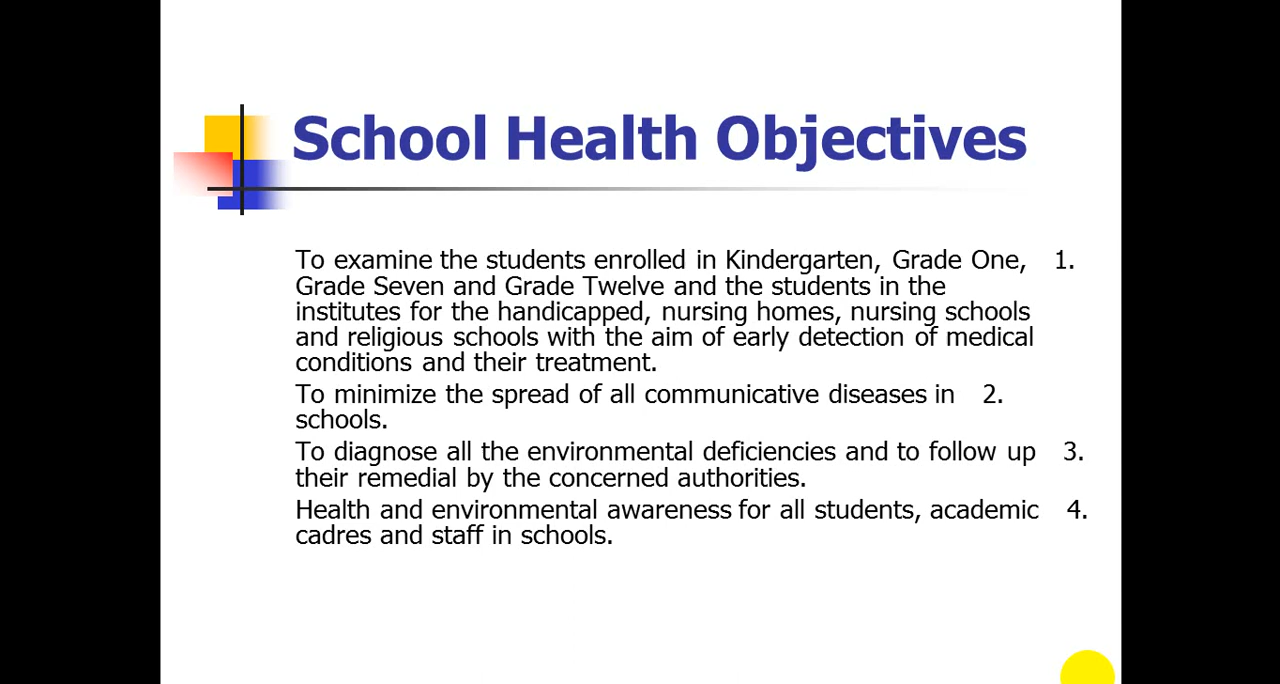 School Health Objectives
To examine the students enrolled in Kindergarten, Grade One, 1.
Grade Seven and Grade Twelve and the students in the
institutes for the handicapped, nursing homes, nursing schools
and religious schools with the aim of early detection of medical
conditions and their treatment.
To minimize the spread of all communicative diseases in 2.
schools.
To diagnose all the environmental deficiencies and to follow up 3.
their remedial by the concerned authorities.
Health and environmental awareness for all students, academic 4.
cadres and staff in schools.